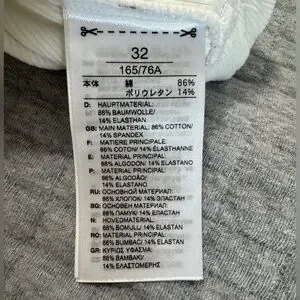 32
165/76A
本体 綿 86%
ポリウレタン 14%
D: HAUPTMATERIAL:
86% BAUMWOLLE/
14% ELASTHAN
GB: MAIN MATERIAL: 86% COTTON/
14% SPANDEX
F: MATIERE PRINCIPALE:
86% COTON/ 14% ELASTHANNE
E: MATERIAL PRINCIPAL:
86% ALGODÓN/ 14% ELASTANO
P: MATERIAL PRINCIPAL:
86% ALGODÃO/
14% ELASTANO
RU: ОСНОВНОЙ МАТЕРИАЛ:
86% ХЛОПОК/ 14% ЭЛАСТАН
BG: ОСНОВЕН МАТЕРИАЛ:
86% ПАМУК/ 14% ЕЛАСТАН
N: HOVEDMATERIAL:
86% BOMULL/ 14% ELASTAN
RO: MATERIAL PRINCIPAL:
86% BUMBAC/ 14% ELASTAN
GR: ΚΥΡΙΟΣ ΥΦΑΣΜΑ:
86% ΒΑΜΒΑΚΙ/
14% ΕΛΑΣΤΟΜΕΡΗΣ